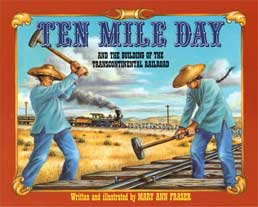 TEN MILE DAY
AND THE BUILDING OF THE
TRANSCONTINENTAL RAILROAD
Written and illustrated by MARY ANN FRASER